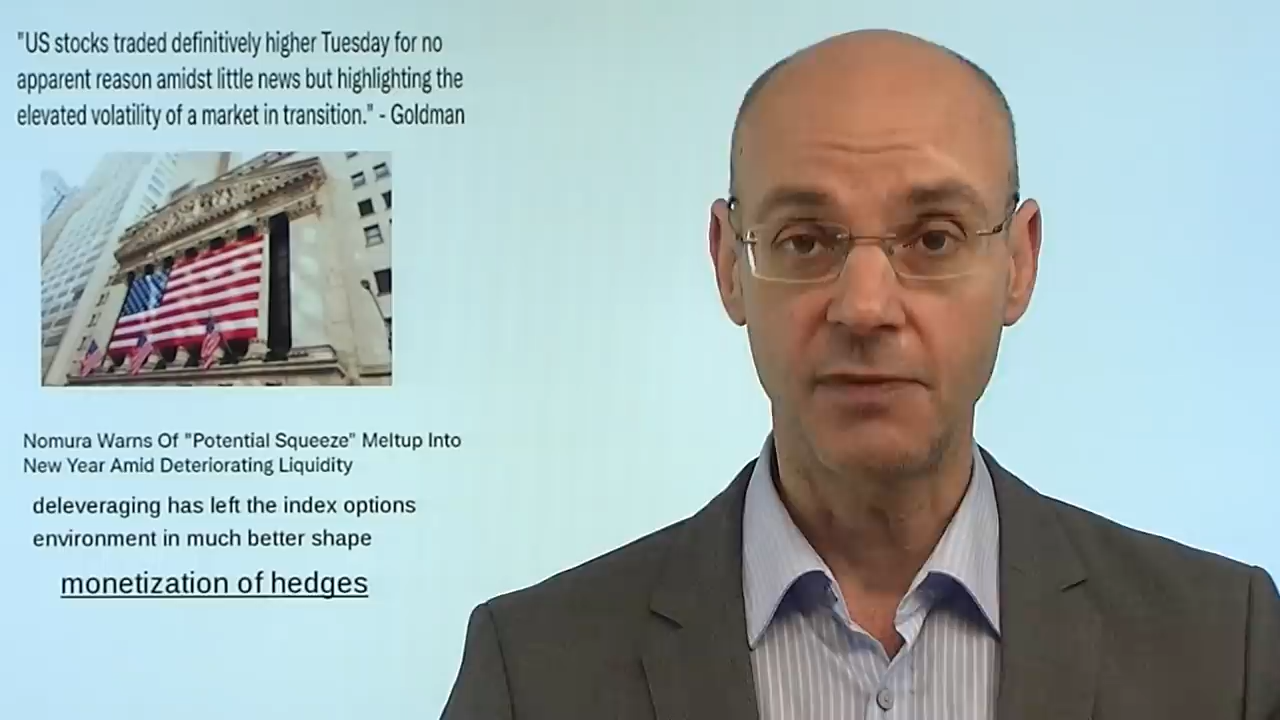 "US stocks traded definitively higher Tuesday for no
apparent reason amidst little news but highlighting the
elevated volatility of a market in transition." - Goldman
Nomura Warns Of "Potential Squeeze" Meltup Into
New Year Amid Deteriorating Liquidity
deleveraging has left the index options
environment in much better shape
monetization of hedges